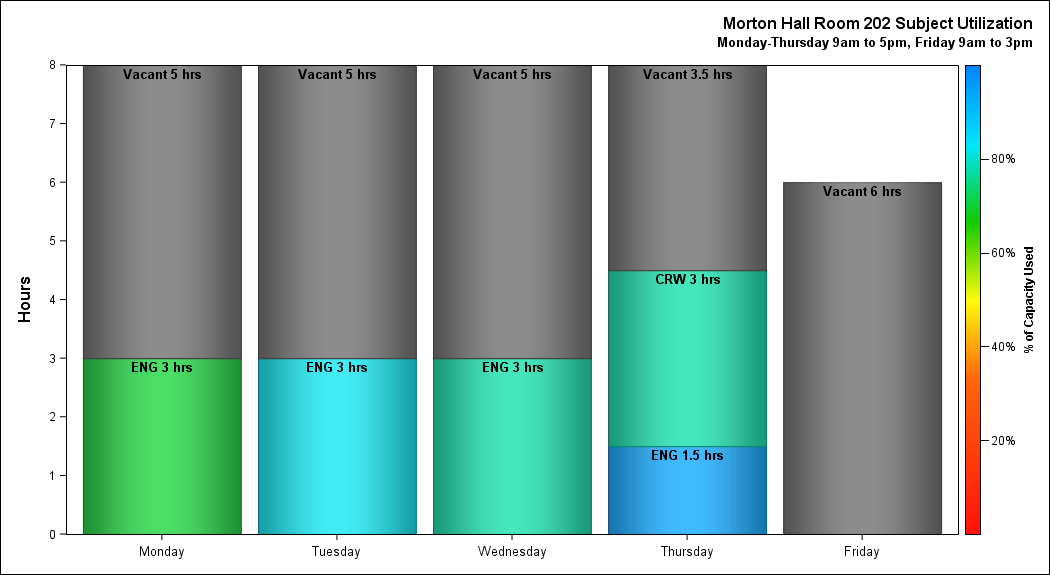 Morton Hall Room 202 Subject Utilization
Monday-Thursday 9am to 5pm, Friday 9am to 3pm
8
7
6
5
4
3
2
1
0
Hours
Vacant 5 hrs
Vacant 5 hrs
Vacant 5 hrs
Vacant 3.5 hrs
Vacant 6 hrs
CRW 3 hrs
ENG 3 hrs
ENG 3 hrs
ENG 3 hrs
ENG 1.5 hrs
Monday
Tuesday
Wednesday
Thursday
Friday
80%
60%
40%
20%
% of Capacity Used